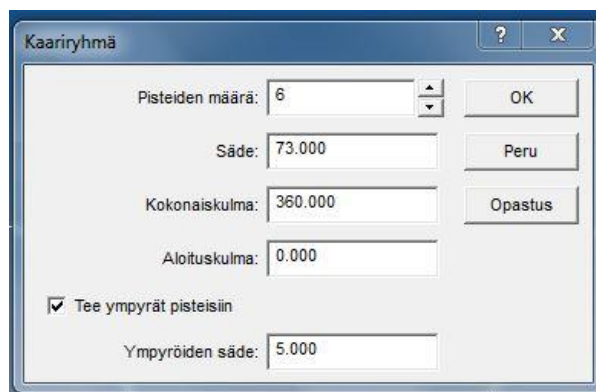 Kaariryhmä
Pisteiden määrä: 6 OK
Säde: 73.000 Peru
Kokonaiskulma: 360.000 Opastus
Aloituskulma: 0.000
Tee ympyrät pisteisiin
Ympyröiden säde: 5.000